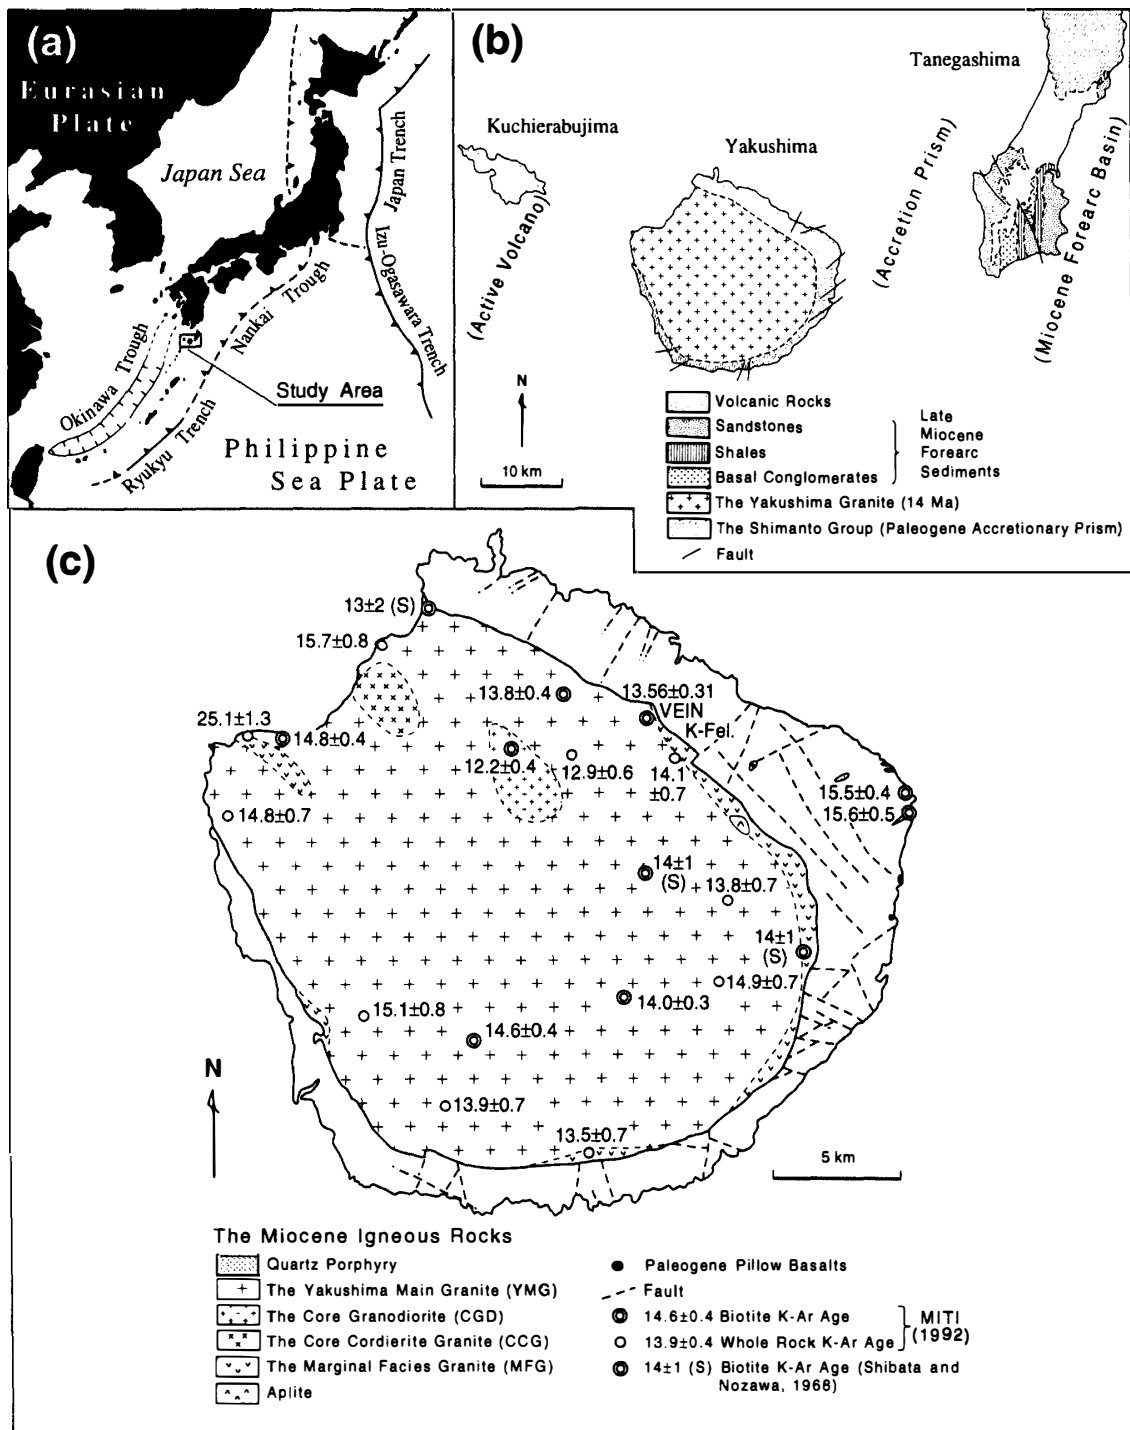 (a)
Eurasian
Plate
Japan Sea
Japan Trench
Izu-Ogasawara Trench
Nankai Trough
Okinawa Trough
Ryukyu Trench
Study Area
Philippine
Sea Plate
(b)
Tanegashima
Kuchierabujima
Yakushima
(Active Volcano)
(Accretion Prism)
(Miocene Forearc Basin)
N
10 km
Volcanic Rocks
Sandstones
Shales
Basal Conglomerates
Late
Miocene
Forearc
Sediments
The Yakushima Granite (14 Ma)
The Shimanto Group (Paleogene Accretionary Prism)
Fault
(c)
13±2 (S)
15.7±0.8
13.8±0.4
13.56±0.31
VEIN
K-Fel.
25.1±1.3
14.8±0.4
12.2±0.4
12.9±0.6
14.1
±0.7
15.5±0.4
15.6±0.5
14.8±0.7
14±1
(S)
13.8±0.7
14±1
(S)
14.9±0.7
14.0±0.3
15.1±0.8
14.6±0.4
N
13.9±0.7
13.5±0.7
5 km
The Miocene Igneous Rocks
Quartz Porphyry
The Yakushima Main Granite (YMG)
The Core Granodiorite (CGD)
The Core Cordierite Granite (CCG)
The Marginal Facies Granite (MFG)
Aplite
Paleogene Pillow Basalts
Fault
14.6±0.4 Biotite K-Ar Age
13.9±0.4 Whole Rock K-Ar Age
MITI
(1992)
14±1 (S) Biotite K-Ar Age (Shibata and
Nozawa, 1968)